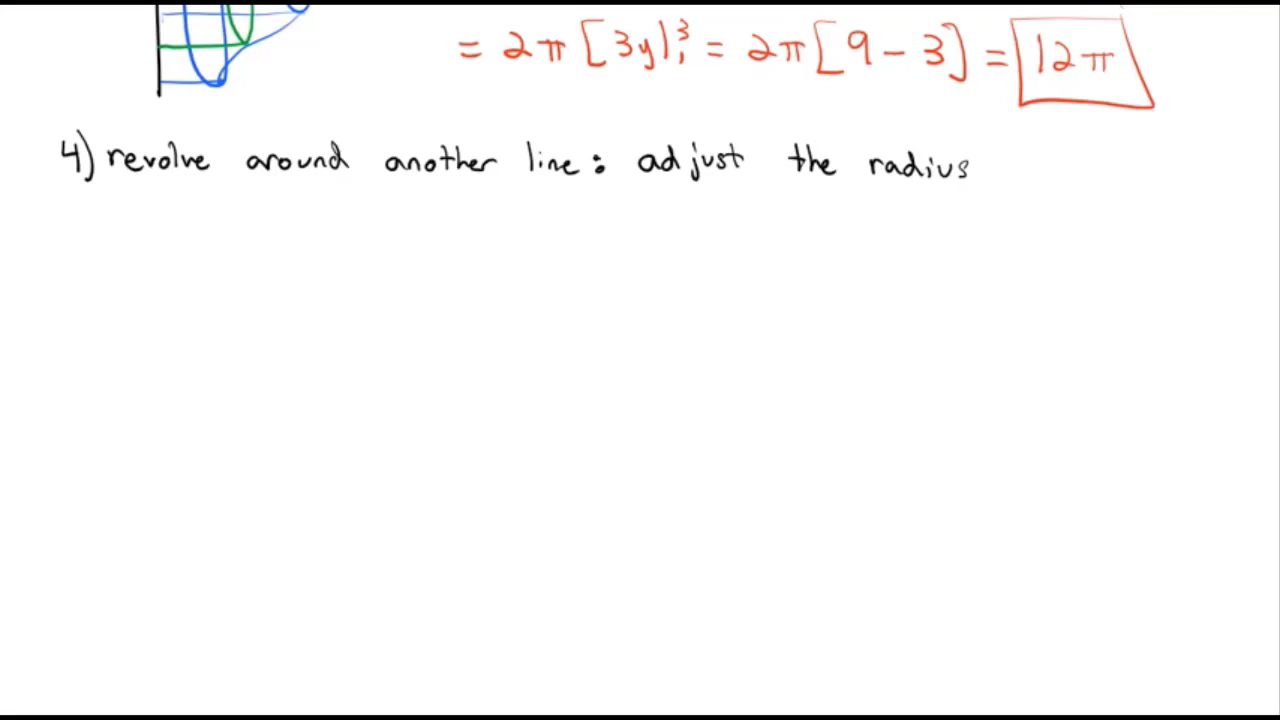 = 2π [3y|₁³ = 2π [9 - 3] = 12π
4) revolve around another line: adjust the radius